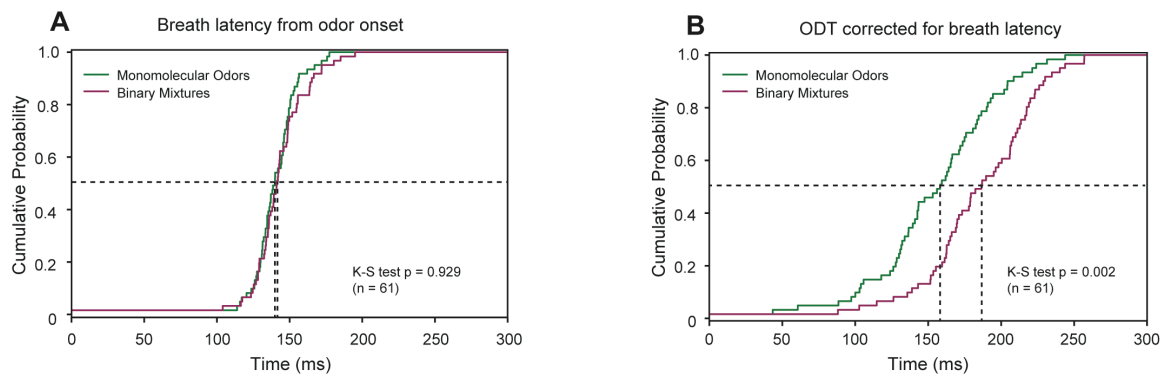 A
Breath latency from odor onset
Cumulative Probability
1.0
0.8
0.6
0.4
0.2
0
Monomolecular Odors
Binary Mixtures
K-S test p = 0.929
(n = 61)
0 50 100 150 200 250 300
Time (ms)
B
ODT corrected for breath latency
Cumulative Probability
1.0
0.8
0.6
0.4
0.2
0
Monomolecular Odors
Binary Mixtures
K-S test p = 0.002
(n = 61)
0 50 100 150 200 250 300
Time (ms)